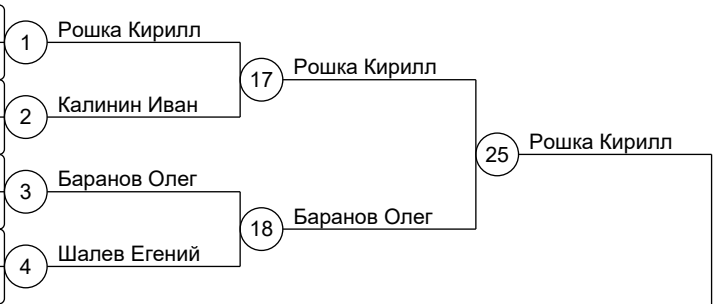 1 Рошка Кирилл
17 Рошка Кирилл
2 Калинин Иван
25 Рошка Кирилл
3 Баранов Олег
18 Баранов Олег
4 Шалев Егений